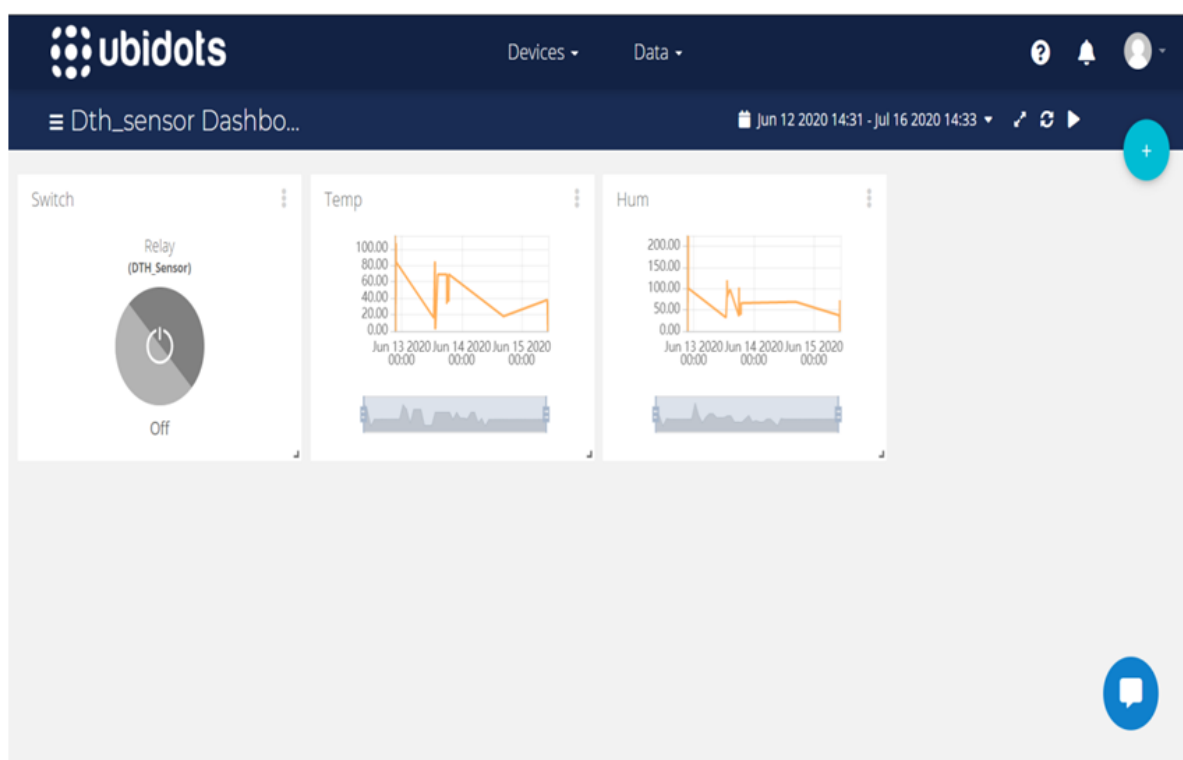 ubidots
Devices
Data
Dth_sensor Dashbo...
Jun 12 2020 14:31 - Jul 16 2020 14:33
Switch
Relay
(DTH_Sensor)
Off
Temp
100.00
80.00
60.00
40.00
20.00
0.00
Jun 13 2020 Jun 14 2020 Jun 15 2020
00:00 00:00 00:00
Hum
200.00
150.00
100.00
50.00
0.00
Jun 13 2020 Jun 14 2020 Jun 15 2020
00:00 00:00 00:00